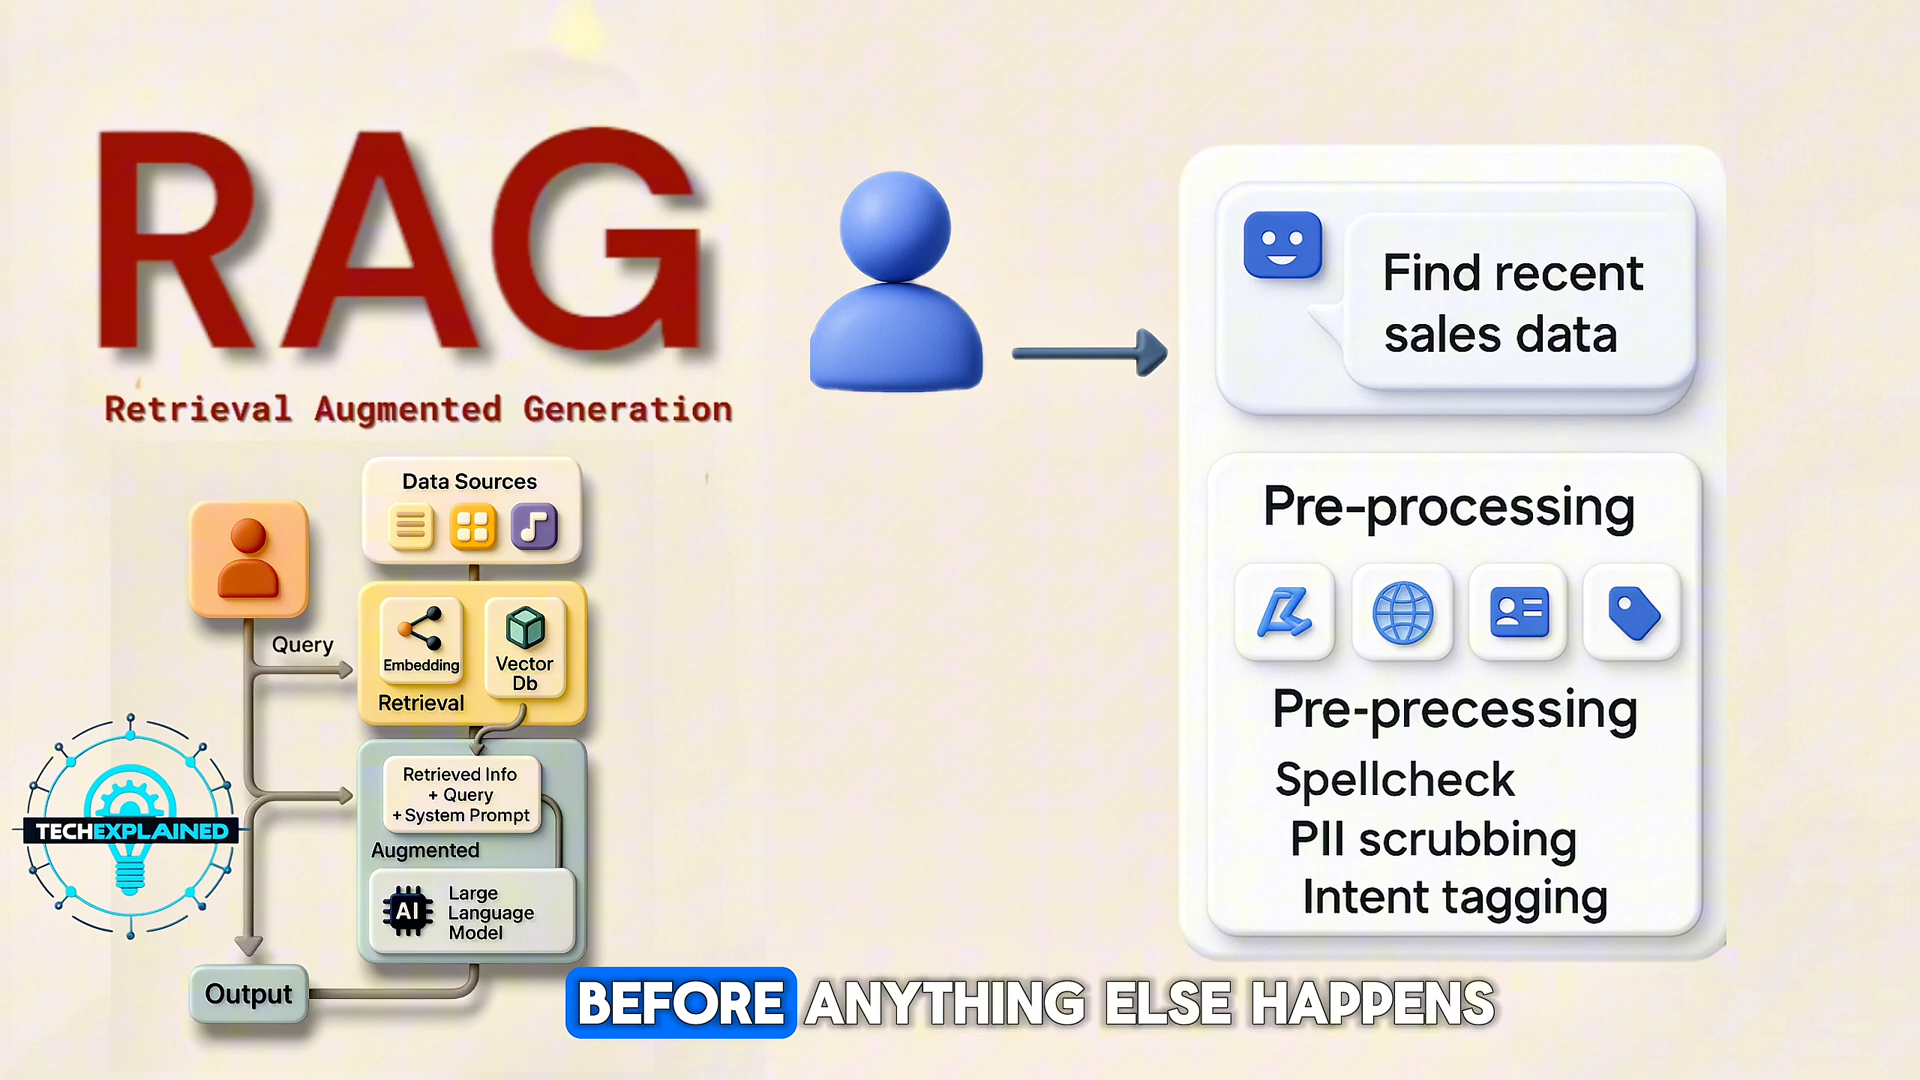 RAG
Retrieval Augmented Generation
Data Sources
Query
Embedding
Vector
Db
Retrieval
Retrieved Info
+ Query
+ System Prompt
Augmented
AI
Large
Language
Model
Output
TECHEXPLAINED
Find recent
sales data
Pre-processing
Pre-precessing
Spellcheck
PII scrubbing
Intent tagging
BEFORE ANYTHING ELSE HAPPENS